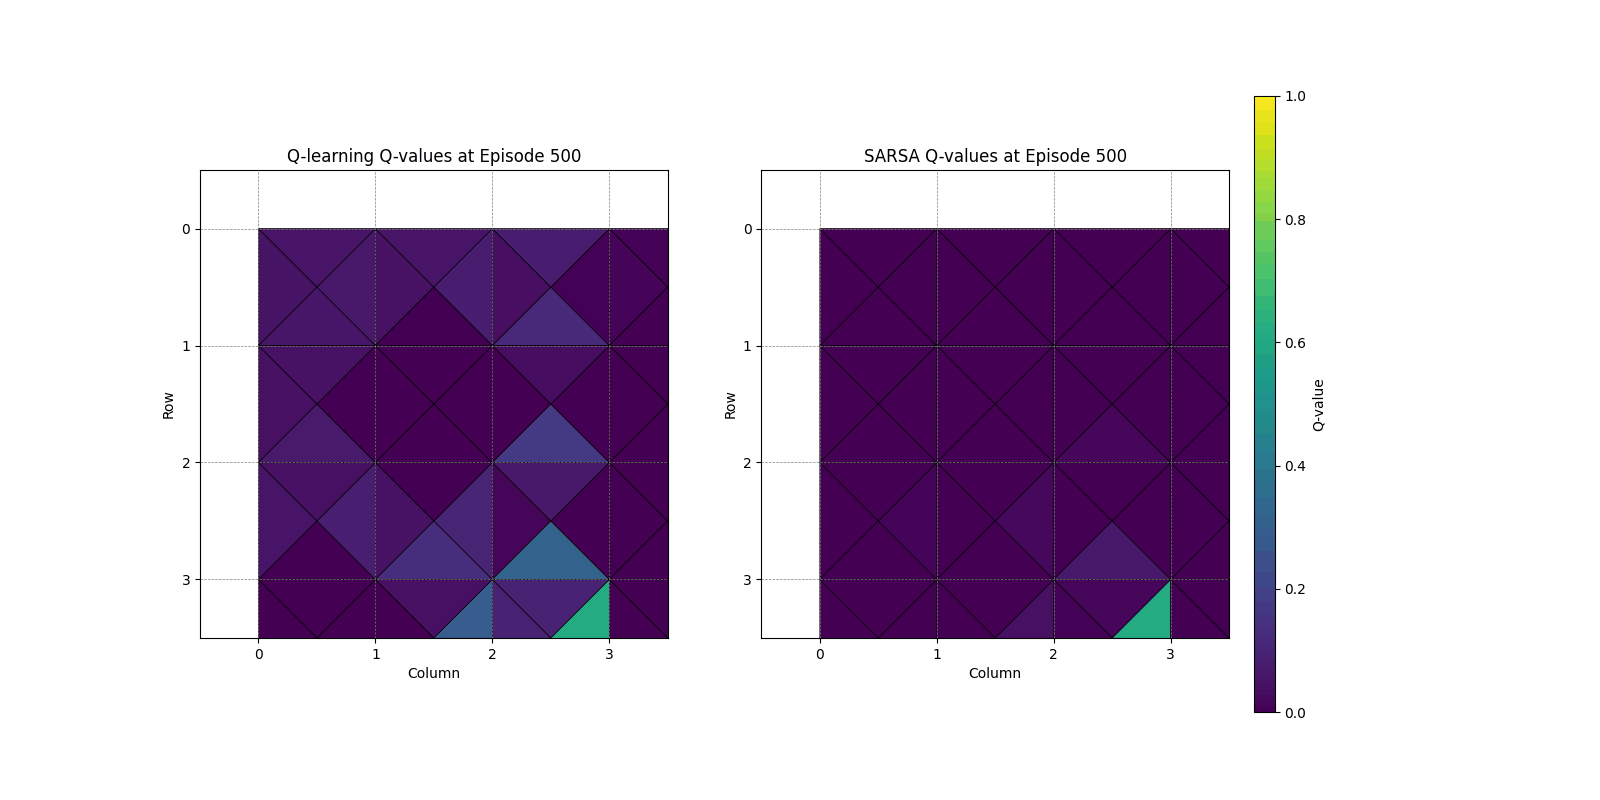 Q-learning Q-values at Episode 500
0
1
2
3
Row
0 1 2 3
Column
SARSA Q-values at Episode 500
0
1
2
3
Row
0 1 2 3
Column
1.0
0.8
0.6
0.4
0.2
0.0
Q-value